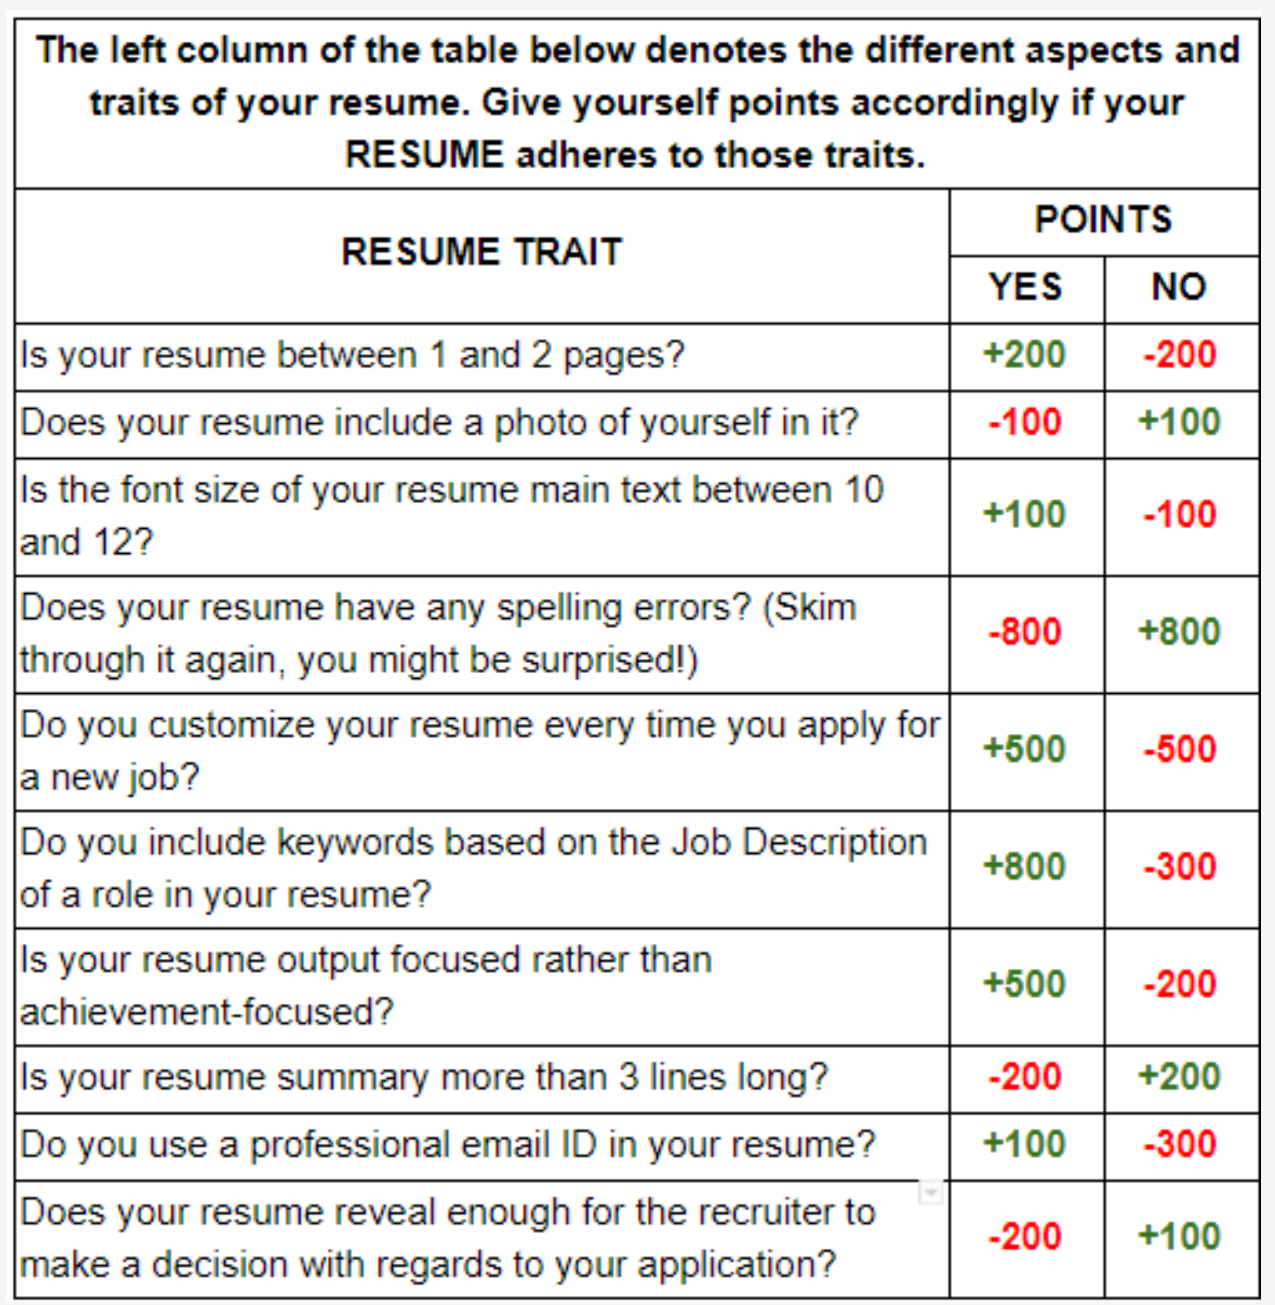 The left column of the table below denotes the different aspects and
traits of your resume. Give yourself points accordingly if your
RESUME adheres to those traits.
RESUME TRAIT
POINTS
YES NO
Is your resume between 1 and 2 pages? +200 -200
Does your resume include a photo of yourself in it? -100 +100
Is the font size of your resume main text between 10
and 12? +100 -100
Does your resume have any spelling errors? (Skim
through it again, you might be surprised!) -800 +800
Do you customize your resume every time you apply for
a new job? +500 -500
Do you include keywords based on the Job Description
of a role in your resume? +800 -300
Is your resume output focused rather than
achievement-focused? +500 -200
Is your resume summary more than 3 lines long? -200 +200
Do you use a professional email ID in your resume? +100 -300
Does your resume reveal enough for the recruiter to
make a decision with regards to your application? -200 +100